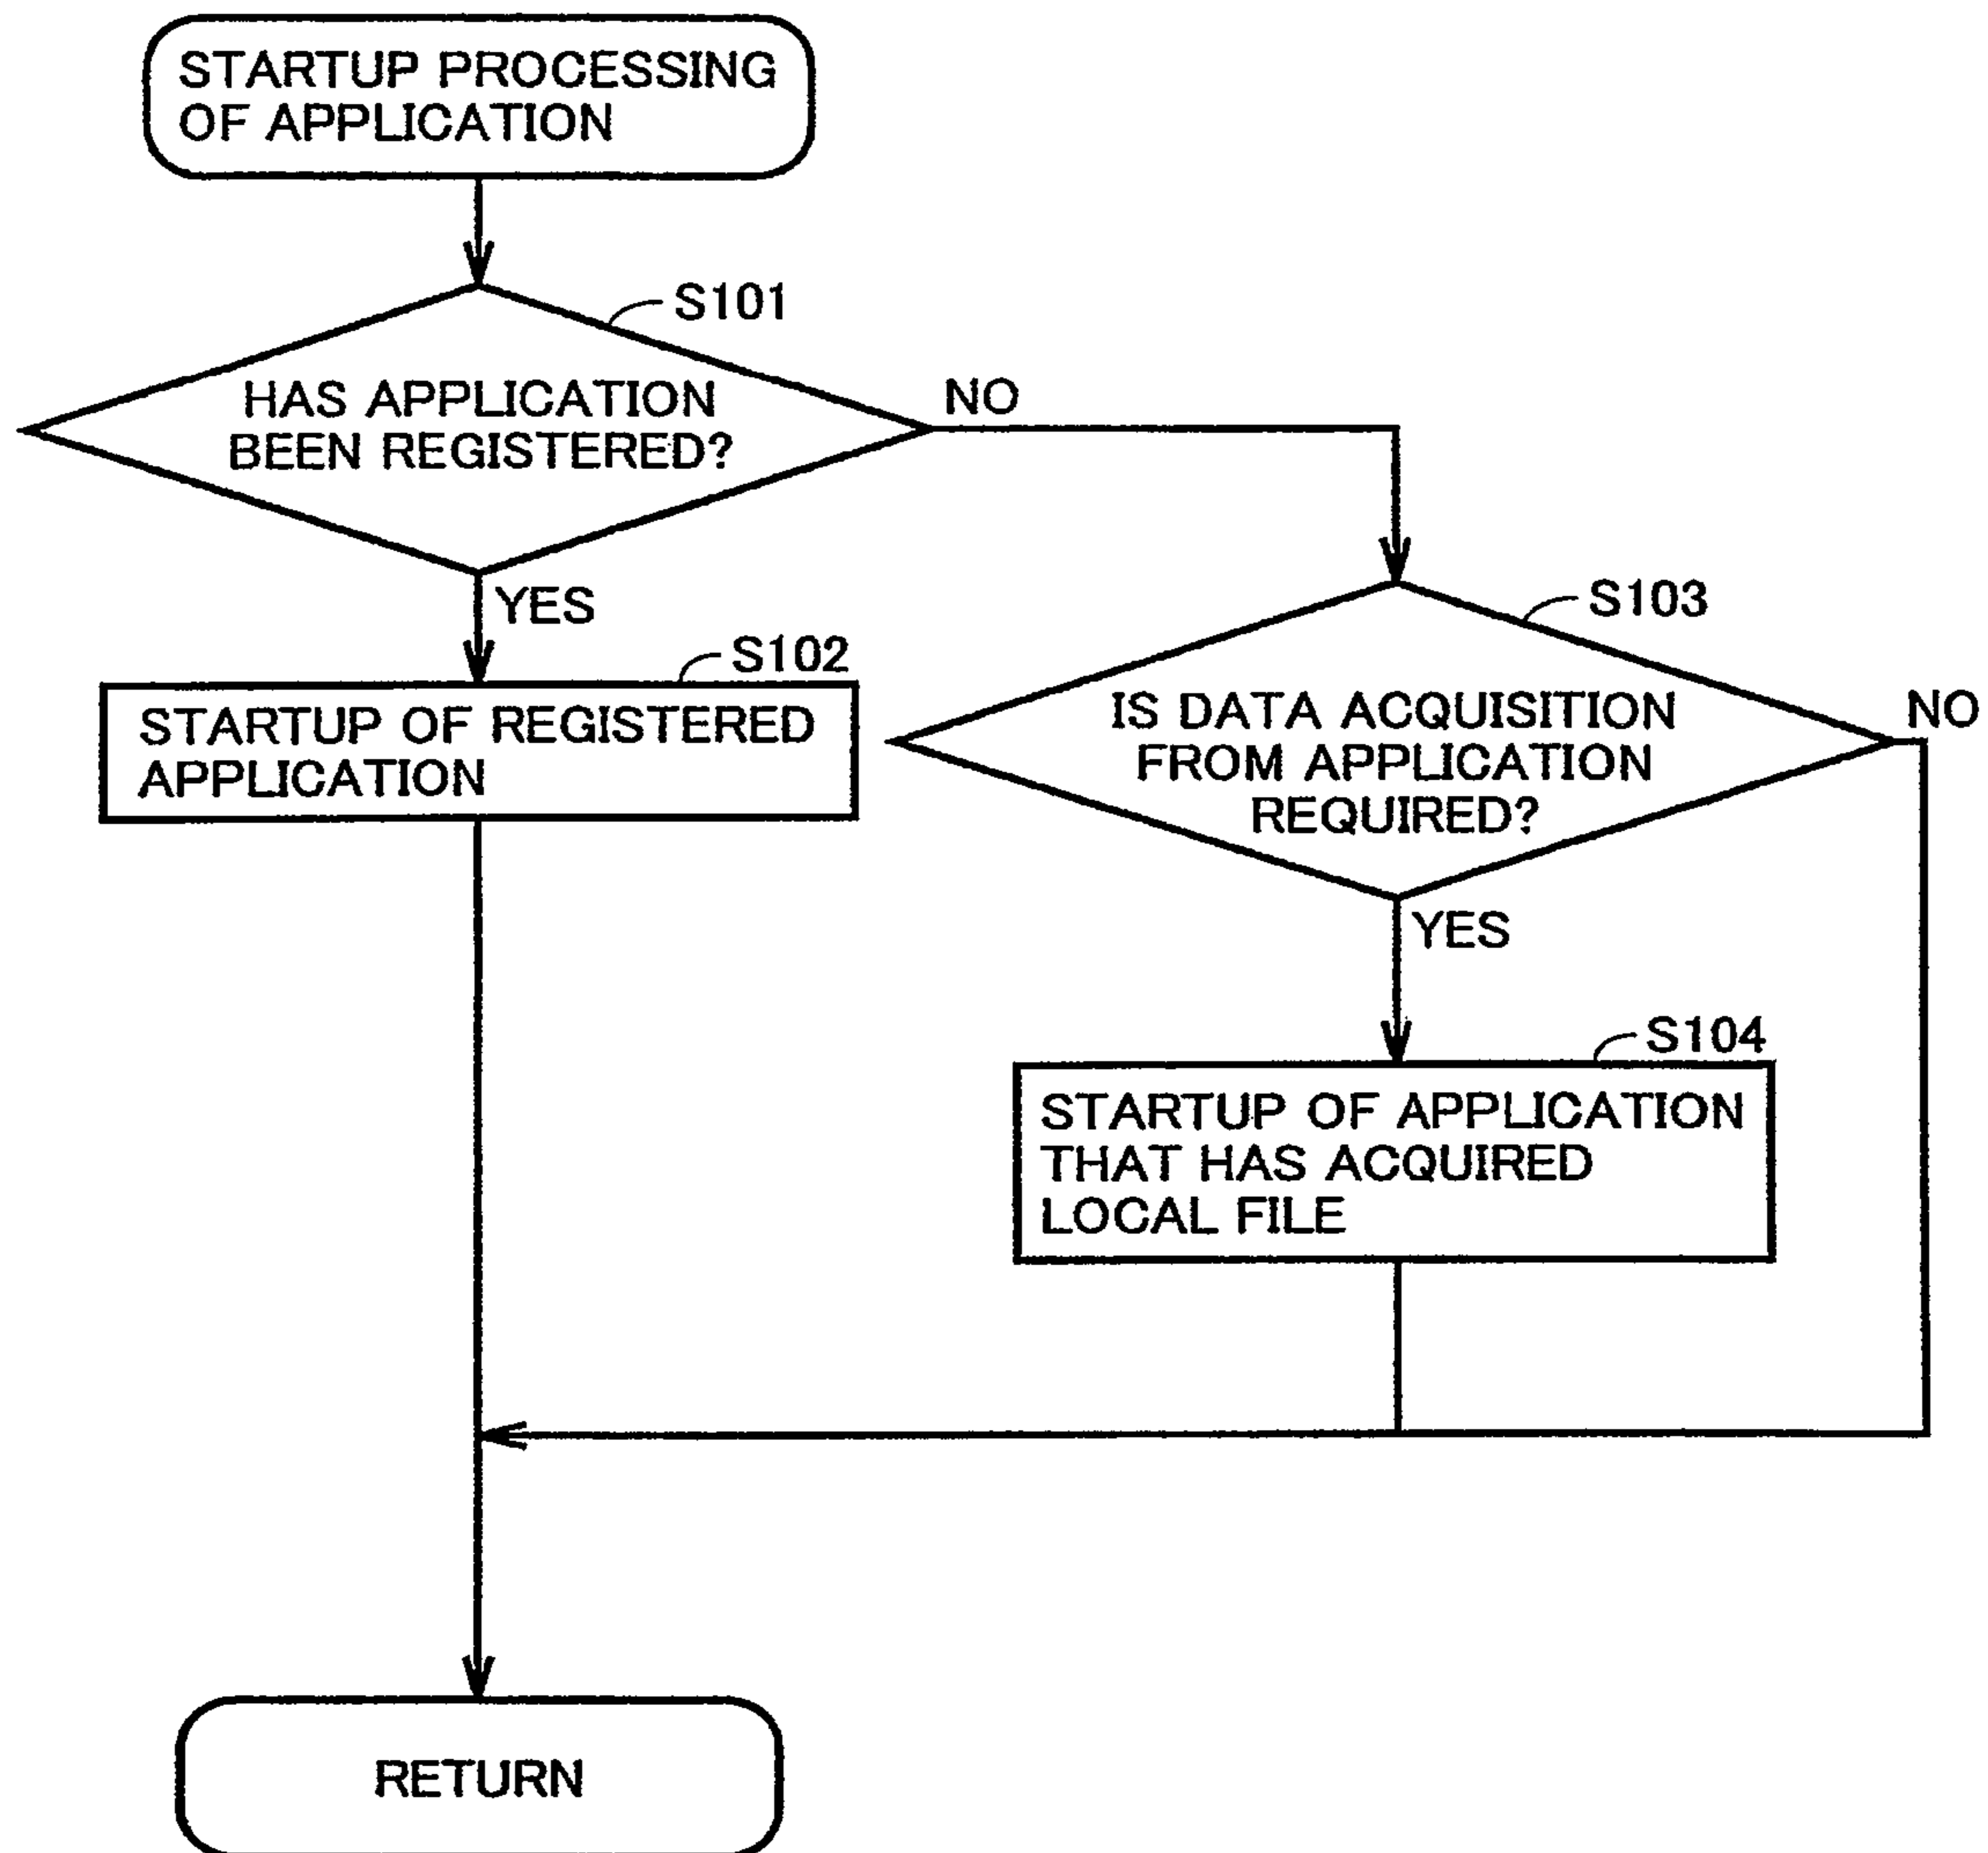 STARTUP PROCESSING
OF APPLICATION
S101
HAS APPLICATION
BEEN REGISTERED?
NO
YES
S102
STARTUP OF REGISTERED
APPLICATION
S103
IS DATA ACQUISITION
FROM APPLICATION
REQUIRED?
NO
YES
S104
STARTUP OF APPLICATION
THAT HAS ACQUIRED
LOCAL FILE
RETURN